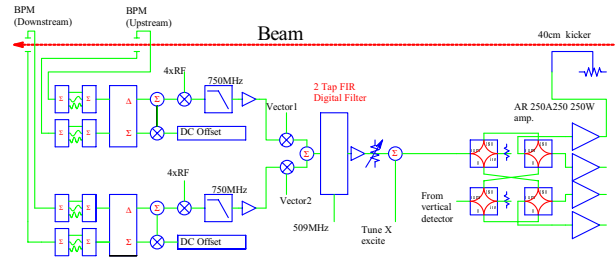 BPM
(Downstream)
BPM
(Upstream)
Beam
40cm kicker
4xRF
750MHz
2 Tap FIR
Digital Filter
AR 250A250 250W
amp.
Σ
Σ
Δ
Σ
Vector1
Σ
Σ
Σ
DC Offset
Σ
Σ
4xRF
750MHz
Vector2
From
vertical
detector
Σ
Σ
Δ
Σ
Σ
Σ
Σ
DC Offset
509MHz
Tune X
excite